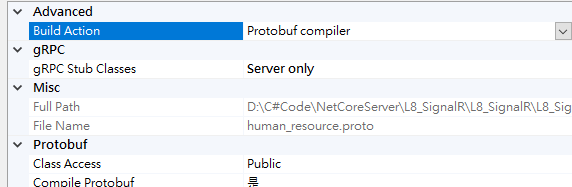 Advanced
Build Action Protobuf compiler
gRPC
gRPC Stub Classes Server only
Misc
Full Path D:\C#Code\NetCoreServer\L8_SignalR\L8_SignalR\L8_Sig
File Name human_resource.proto
Protobuf
Class Access Public
Compile Protobuf 是